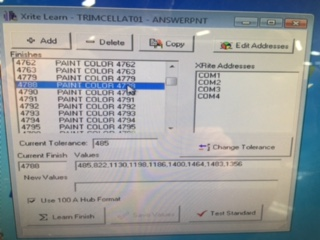 Xrite Learn - TRIMCELLAT01 - ANSWERPNT
Add
Delete
Copy
Edit Addresses
Finishes
4762 PAINT COLOR 4762
4763 PAINT COLOR 4763
4779 PAINT COLOR 4779
4788 PAINT COLOR
4790 PAINT COLOR 4790
4791 PAINT COLOR 4791
4792 PAINT COLOR 4792
4793 PAINT COLOR 4793
4794 PAINT COLOR 4794
4795 PAINT COLOR 4795
XRite Addresses
COM1
COM2
COM3
COM4
Current Tolerance: 485
Change Tolerance
Current Finish Values
4788 485,822,1130,1198,1186,1400,1464,1483,1356
New Values
Use 100 A Hub Format
Learn Finish
Save Values
Test Standard